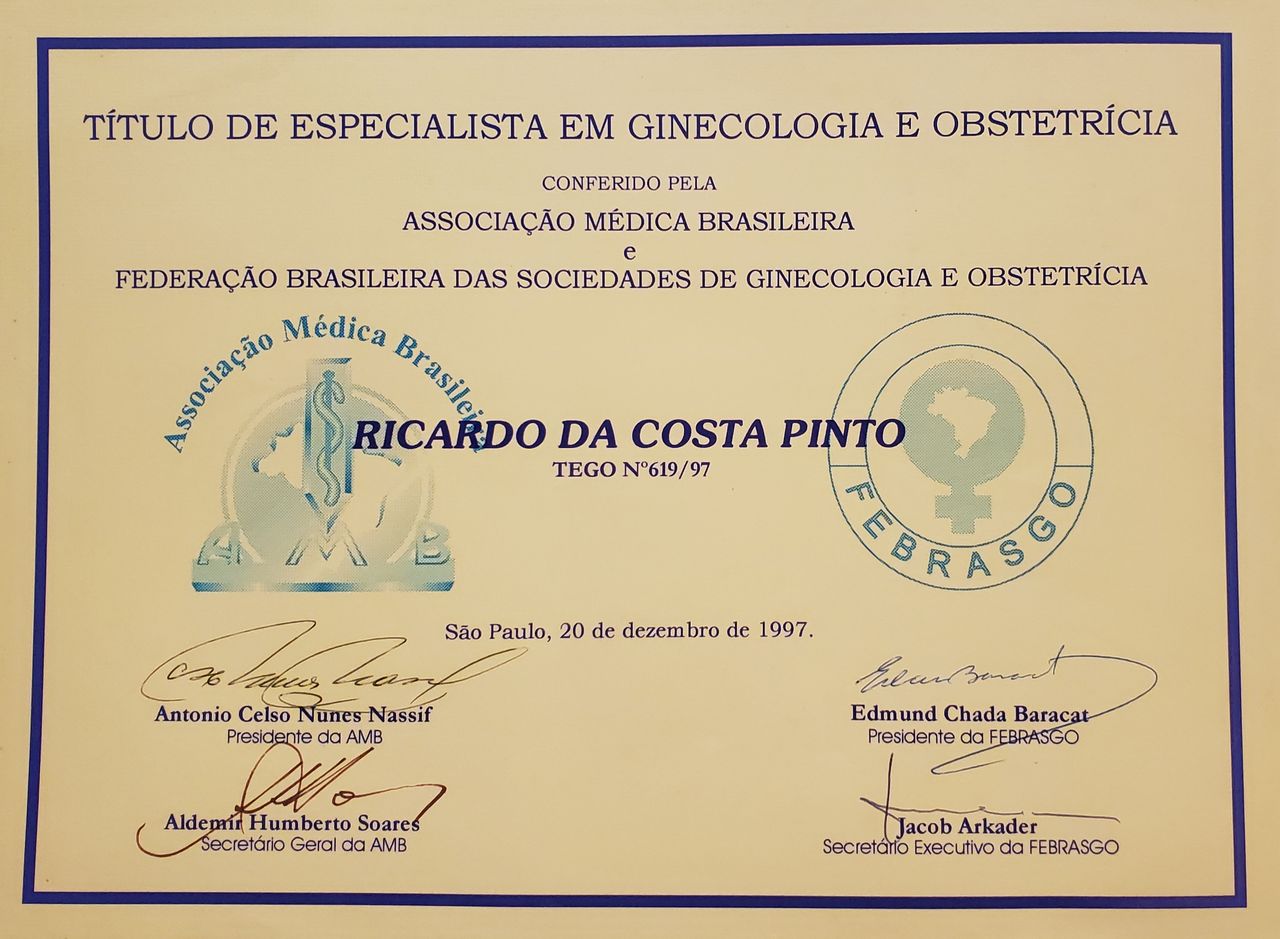 TÍTULO DE ESPECIALISTA EM GINECOLOGIA E OBSTETRÍCIA
CONFERIDO PELA
ASSOCIAÇÃO MÉDICA BRASILEIRA
e
FEDERAÇÃO BRASILEIRA DAS SOCIEDADES DE GINECOLOGIA E OBSTETRÍCIA
Associação Médica Brasileira
RICARDO DA COSTA PINTO
TEGO Nº619/97
AMB
FEBRASGO
São Paulo, 20 de dezembro de 1997.
Antonio Celso Nunes Nassif
Presidente da AMB
Edmund Chada Baracat
Presidente da FEBRASGO
Aldemir Humberto Soares
Secretário Geral da AMB
Jacob Arkader
Secretário Executivo da FEBRASGO